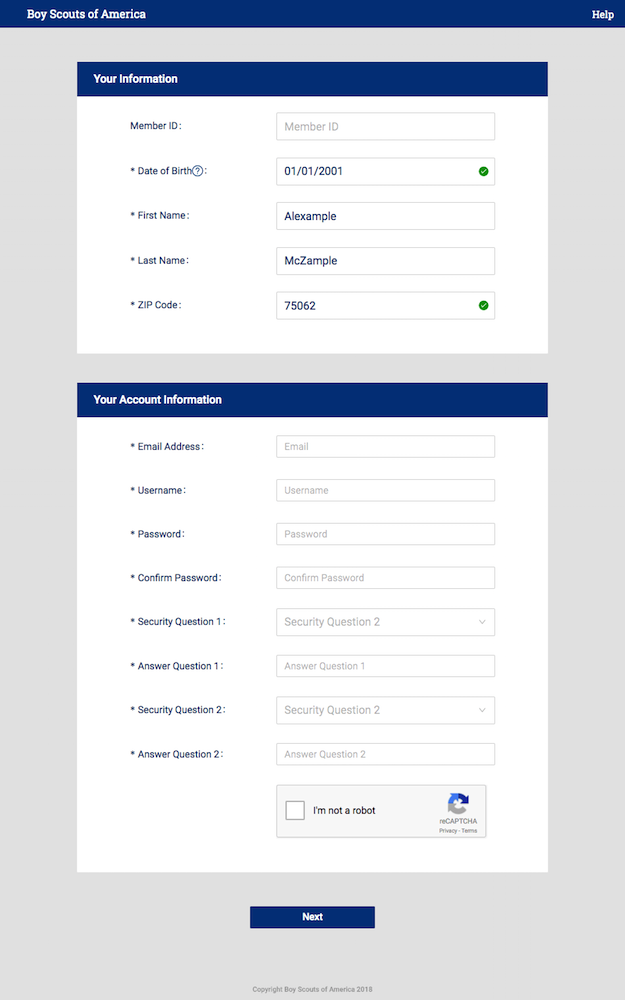 Boy Scouts of America Help
Your Information
Member ID: Member ID
* Date of Birth?: 01/01/2001
* First Name: Alexample
* Last Name: McZample
* ZIP Code: 75062
Your Account Information
* Email Address: Email
* Username: Username
* Password: Password
* Confirm Password: Confirm Password
* Security Question 1: Security Question 2
* Answer Question 1: Answer Question 1
* Security Question 2: Security Question 2
* Answer Question 2: Answer Question 2
I'm not a robot
reCAPTCHA
Privacy - Terms
Next
Copyright Boy Scouts of America 2018